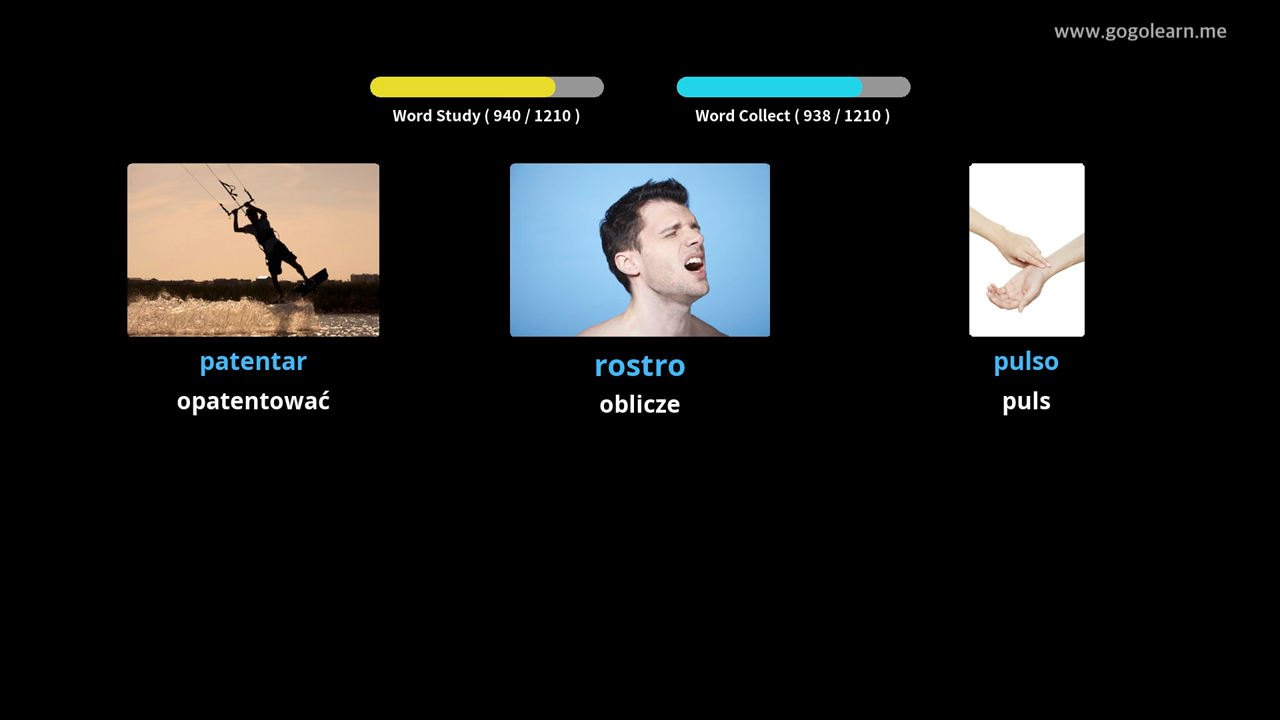 www.gogolearn.me
Word Study ( 940 / 1210 )
Word Collect ( 938 / 1210 )
patentar
opatentować
rostro
oblicze
pulso
puls